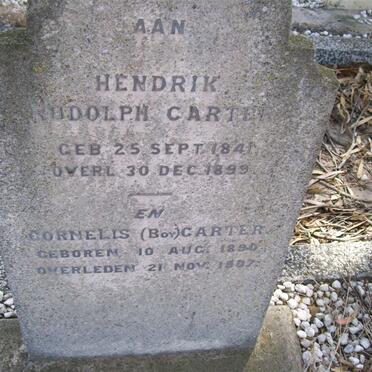 AAN
HENDRIK
RUDOLPH CARTER
GEB 25 SEPT. 1841
OVERL 30 DEC. 1899
EN
CORNELIS (BOY) CARTER
GEBOREN 10 AUG. 1890
OVERLEDEN 21 NOV. 1897.